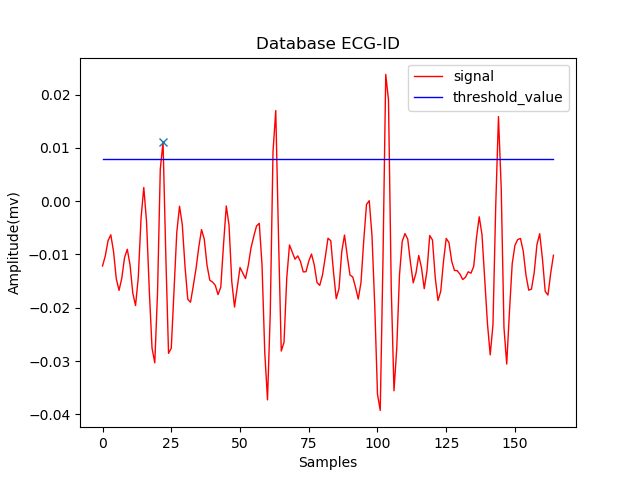 Database ECG-ID
signal
threshold_value
0.02
0.01
0.00
−0.01
−0.02
−0.03
−0.04
Amplitude(mv)
0 25 50 75 100 125 150
Samples